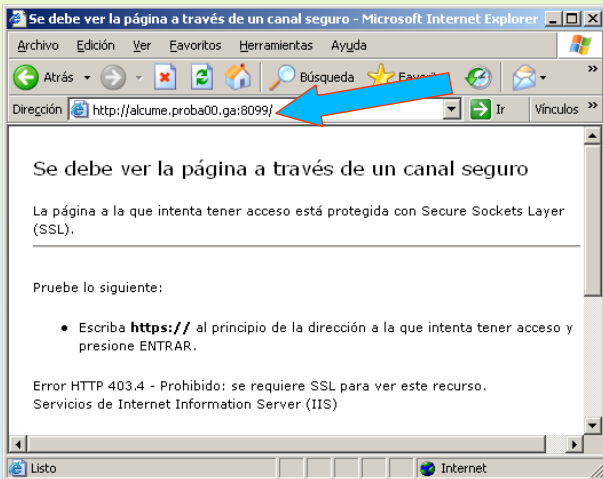 Se debe ver la página a través de un canal seguro - Microsoft Internet Explorer
Archivo Edición Ver Favoritos Herramientas Ayuda
Atrás Búsqueda »
Dirección http://alcume.proba00.ga:8099/ Ir Vínculos »
Se debe ver la página a través de un canal seguro
La página a la que intenta tener acceso está protegida con Secure Sockets Layer
(SSL).
Pruebe lo siguiente:
• Escriba https:// al principio de la dirección a la que intenta tener acceso y
presione ENTRAR.
Error HTTP 403.4 - Prohibido: se requiere SSL para ver este recurso.
Servicios de Internet Information Server (IIS)
Listo Internet